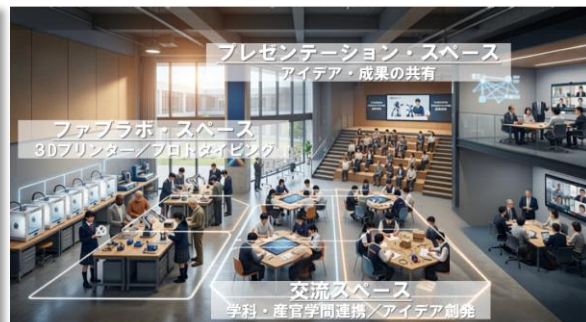 プレゼンテーション・スペース
アイデア・成果の共有
ファブラボ・スペース
3Dプリンター／プロトタイピング
交流スペース
学科・産官学間連携／アイデア創発